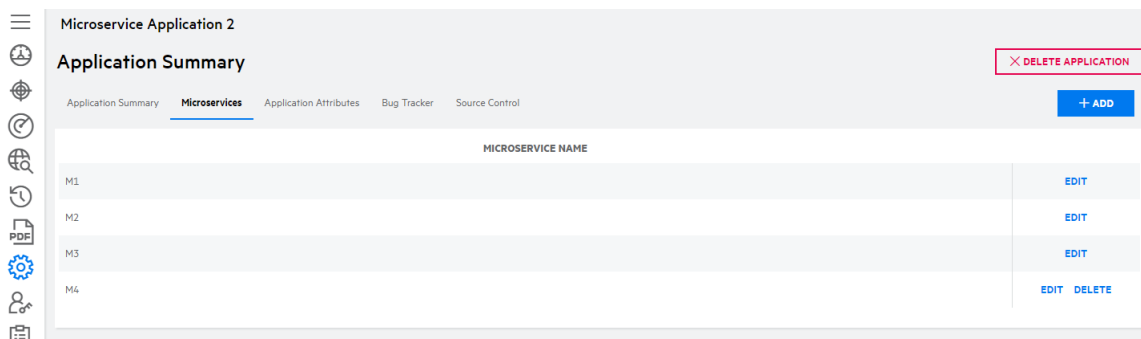 Microservice Application 2
Application Summary
× DELETE APPLICATION
Application Summary Microservices Application Attributes Bug Tracker Source Control
+ ADD
MICROSERVICE NAME
M1 EDIT
M2 EDIT
M3 EDIT
M4 EDIT DELETE
PDF